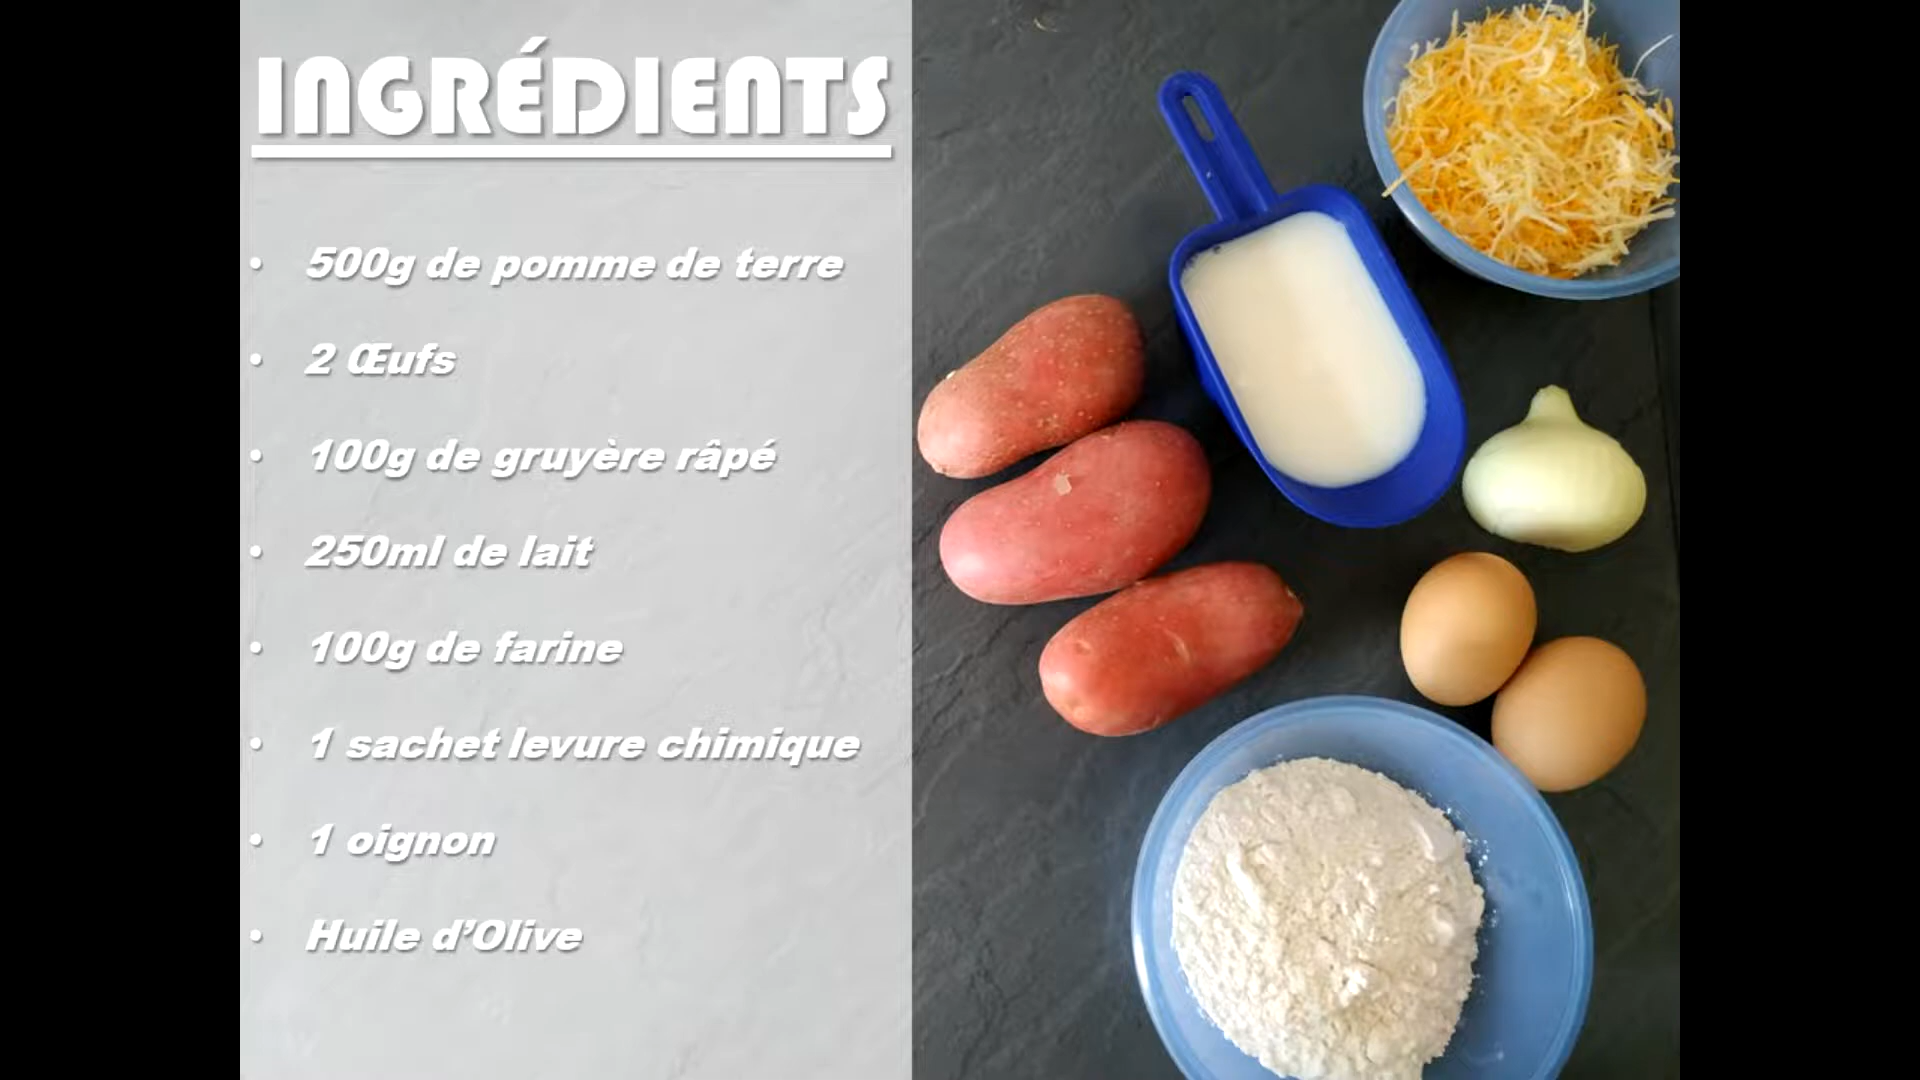 INGRÉDIENTS
• 500g de pomme de terre
• 2 Œufs
• 100g de gruyère râpé
• 250ml de lait
• 100g de farine
• 1 sachet levure chimique
• 1 oignon
• Huile d’Olive